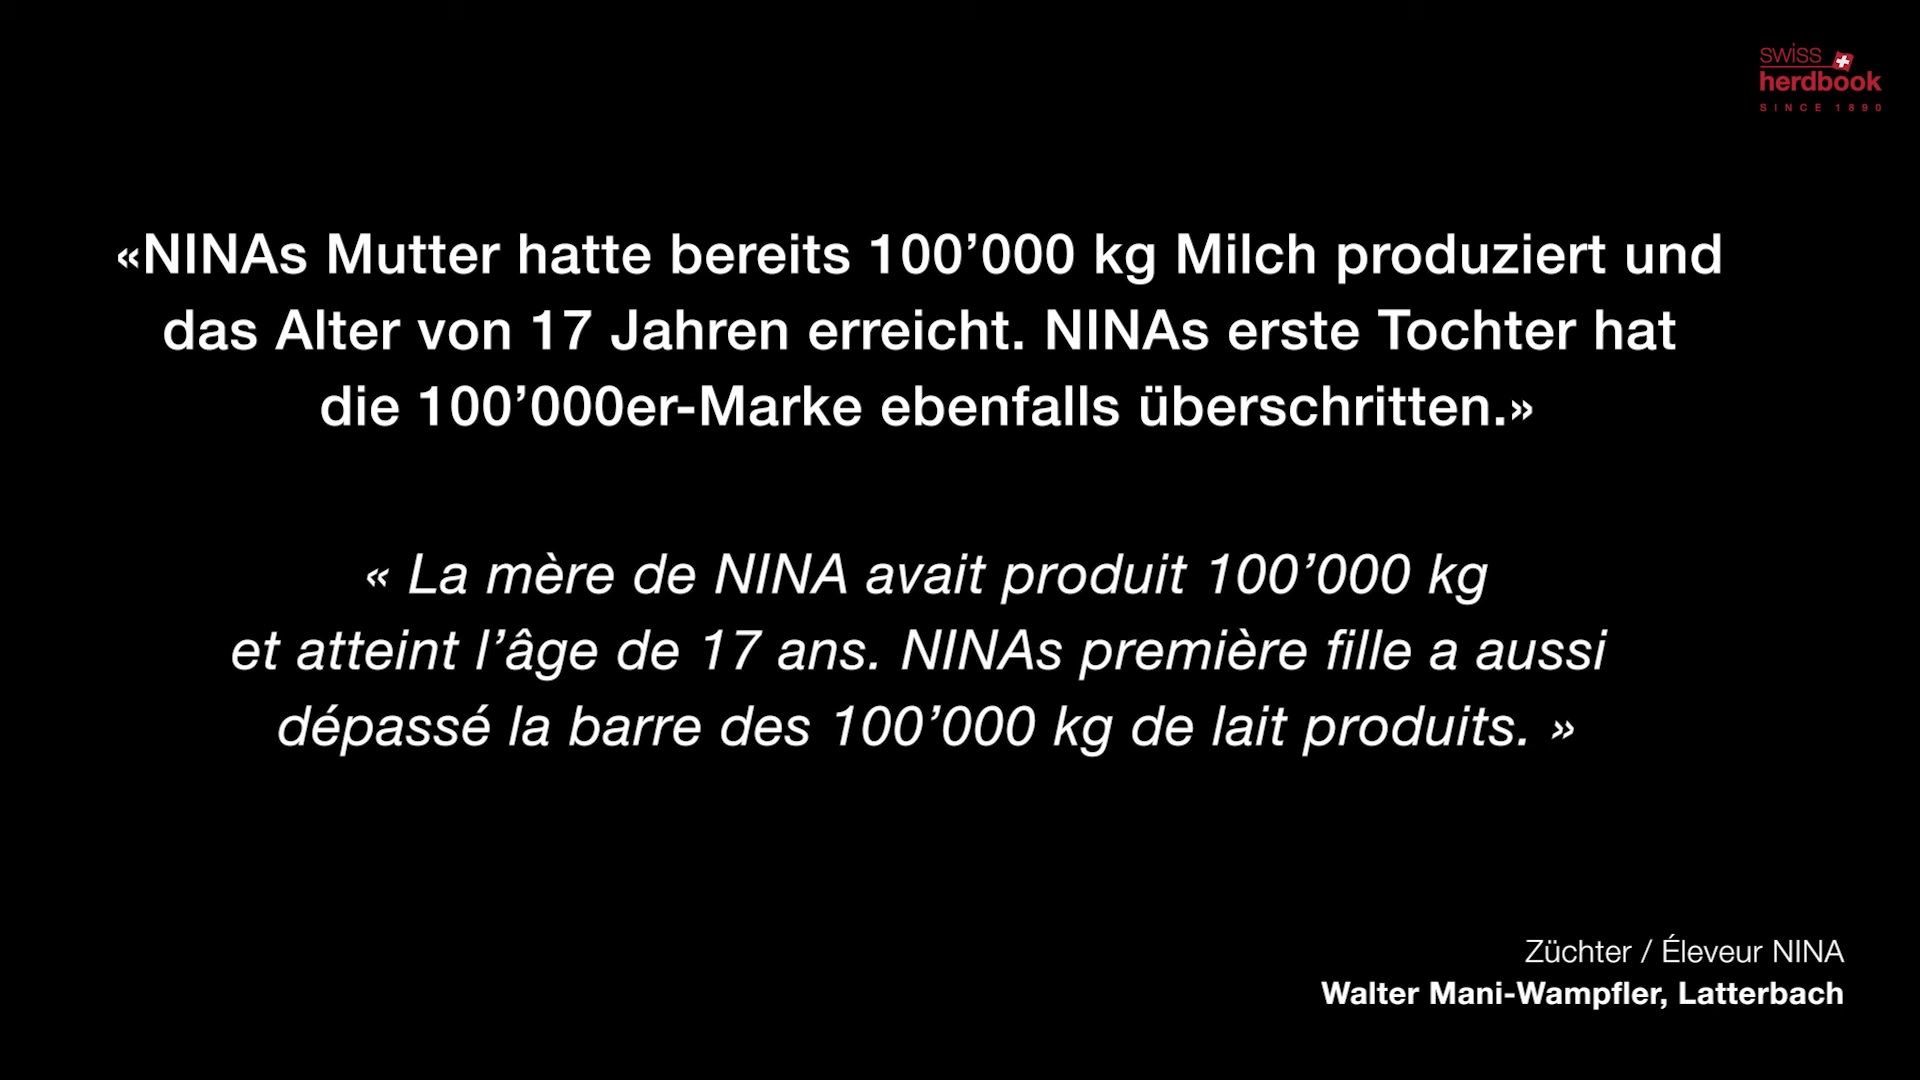 swiss
herdbook
SINCE 1890
«NINAs Mutter hatte bereits 100’000 kg Milch produziert und
das Alter von 17 Jahren erreicht. NINAs erste Tochter hat
die 100’000er-Marke ebenfalls überschritten.»
« La mère de NINA avait produit 100’000 kg
et atteint l’âge de 17 ans. NINAs première fille a aussi
dépassé la barre des 100’000 kg de lait produits. »
Züchter / Éleveur NINA
Walter Mani-Wampfler, Latterbach